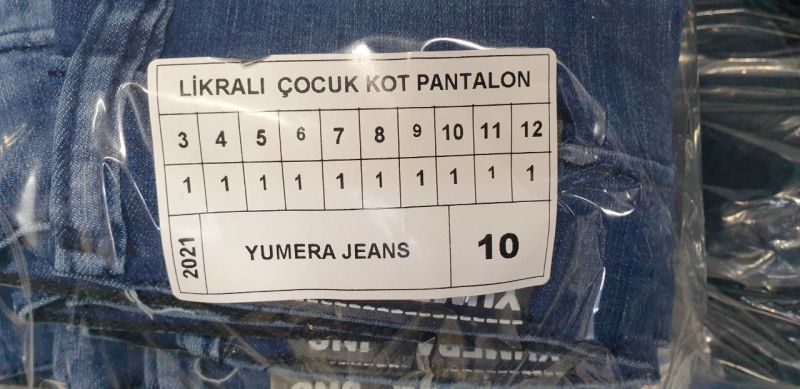 LİKRALI ÇOCUK KOT PANTALON
3 4 5 6 7 8 9 10 11 12
1 1 1 1 1 1 1 1 1 1
2021 YUMERA JEANS 10